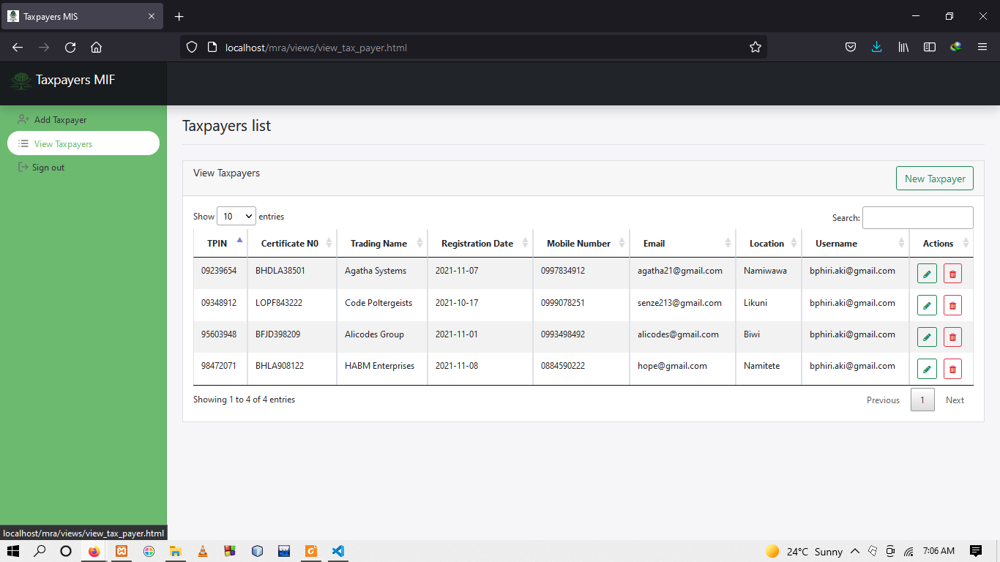 Taxpayers MIS
localhost/mra/views/view_tax_payer.html
Taxpayers MIF
Add Taxpayer
View Taxpayers
Sign out
Taxpayers list
View Taxpayers
New Taxpayer
Show 10 entries
Search:
TPIN Certificate N0 Trading Name Registration Date Mobile Number Email Location Username Actions
09239654 BHDLA38501 Agatha Systems 2021-11-07 0997834912 agatha21@gmail.com Namiwawa bphiri.aki@gmail.com
09348912 LOPF843222 Code Poltergeists 2021-10-17 0999078251 senze213@gmail.com Likuni bphiri.aki@gmail.com
95603948 BFJD398209 Alicodes Group 2021-11-01 0993498492 alicodes@gmail.com Biwi bphiri.aki@gmail.com
98472071 BHLA908122 HABM Enterprises 2021-11-08 0884590222 hope@gmail.com Namitete bphiri.aki@gmail.com
Showing 1 to 4 of 4 entries
Previous 1 Next
localhost/mra/views/view_tax_payer.html
24°C Sunny
7:06 AM